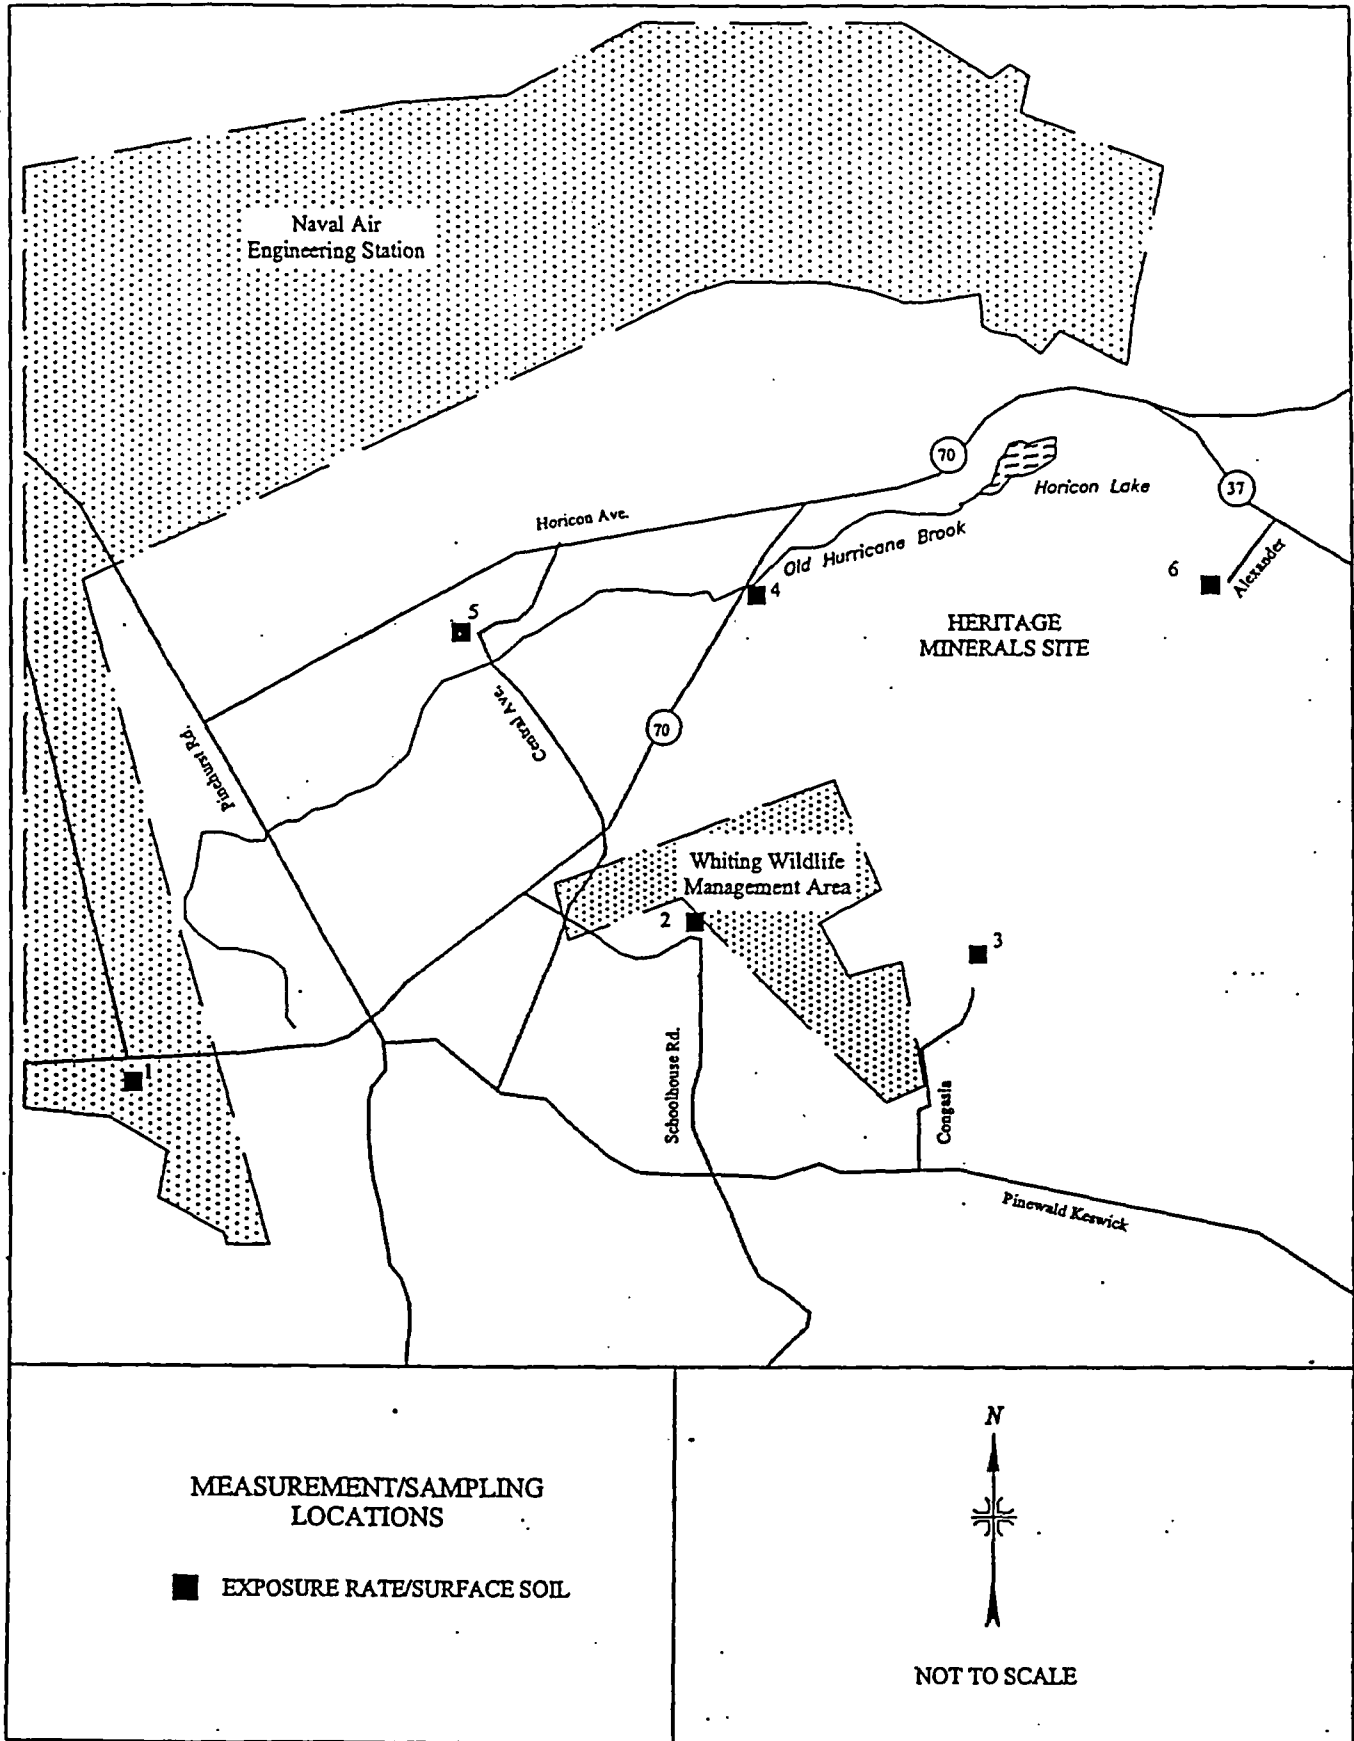 Naval Air
Engineering Station
70
Horicon Lake
37
Horicon Ave.
Old Hurricane Brook
Alexander
6
4
5
HERITAGE
MINERALS SITE
Central Ave.
70
Pinehurst Rd.
Whiting Wildlife
Management Area
2
3
1
Schoolhouse Rd.
Congasia
Pinewald Keswick
MEASUREMENT/SAMPLING
LOCATIONS
EXPOSURE RATE/SURFACE SOIL
N
NOT TO SCALE